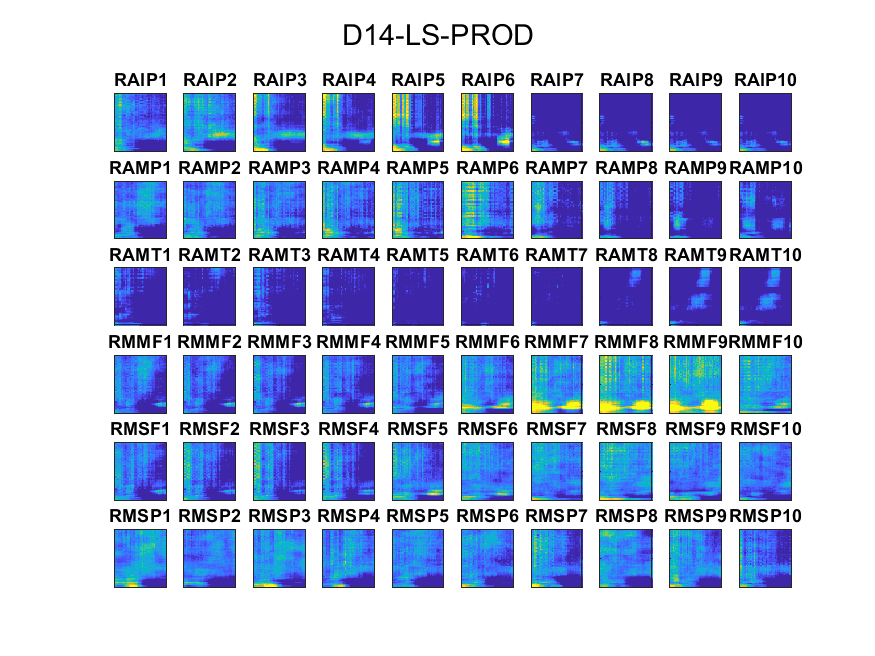 D14-LS-PROD
RAIP1 RAIP2 RAIP3 RAIP4 RAIP5 RAIP6 RAIP7 RAIP8 RAIP9 RAIP10
RAMP1 RAMP2 RAMP3 RAMP4 RAMP5 RAMP6 RAMP7 RAMP8 RAMP9 RAMP10
RAMT1 RAMT2 RAMT3 RAMT4 RAMT5 RAMT6 RAMT7 RAMT8 RAMT9 RAMT10
RMMF1 RMMF2 RMMF3 RMMF4 RMMF5 RMMF6 RMMF7 RMMF8 RMMF9 RMMF10
RMSF1 RMSF2 RMSF3 RMSF4 RMSF5 RMSF6 RMSF7 RMSF8 RMSF9 RMSF10
RMSP1 RMSP2 RMSP3 RMSP4 RMSP5 RMSP6 RMSP7 RMSP8 RMSP9 RMSP10